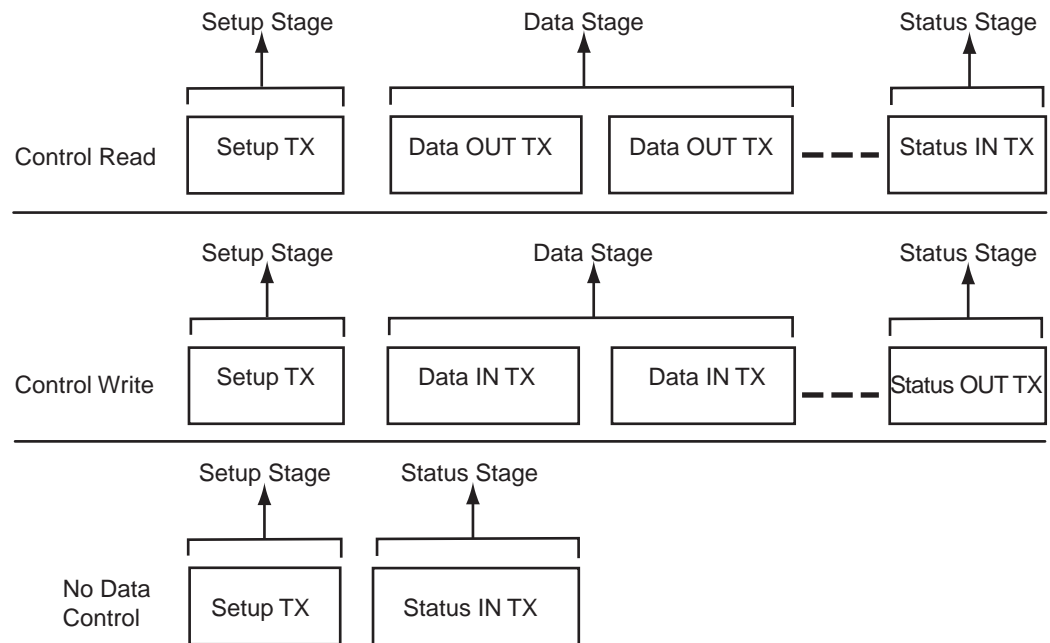 Setup Stage Data Stage Status Stage
Control Read Setup TX Data OUT TX Data OUT TX Status IN TX
Setup Stage Data Stage Status Stage
Control Write Setup TX Data IN TX Data IN TX Status OUT TX
Setup Stage Status Stage
No Data
Control Setup TX Status IN TX